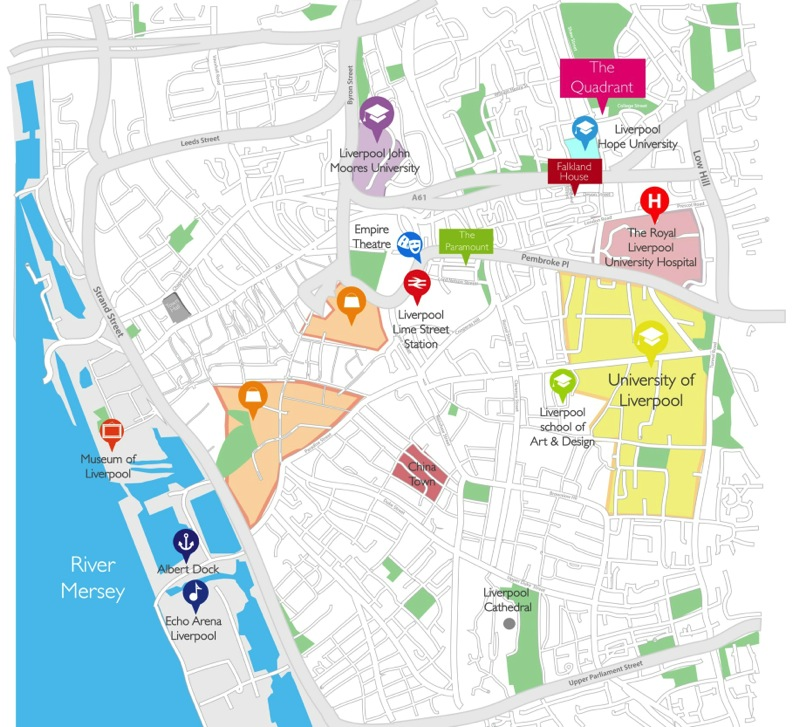 The
Quadrant
College Street
Byron Street
Leeds Street
Liverpool
Hope University
Liverpool John
Moores University
Falkland
House
Low Hill
A61
H
The Royal
Liverpool
University Hospital
Empire
Theatre
The
Paramount
Pembroke Pl
Strand Street
Liverpool
Lime Street
Station
University of
Liverpool
Liverpool
school of
Art & Design
Museum of
Liverpool
China
Town
Albert Dock
River
Mersey
Echo Arena
Liverpool
Liverpool
Cathedral
Upper Parliament Street